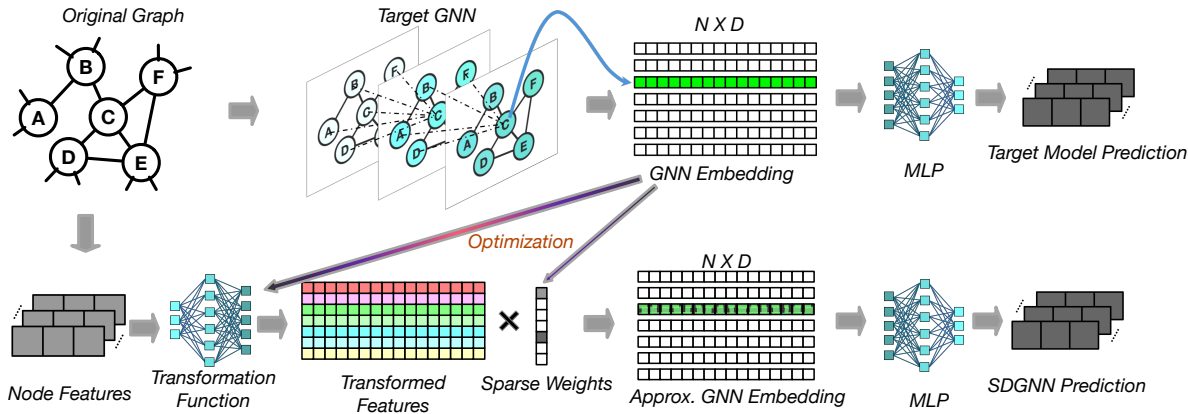 Original Graph
Target GNN
N X D
B
F
A
C
D
E
A
B
F
C
D
A
B
F
C
D
A
B
F
C
D
E
GNN Embedding
MLP
Target Model Prediction
Optimization
N X D
Node Features
Transformation
Function
Transformed
Features
Sparse Weights
Approx. GNN Embedding
MLP
SDGNN Prediction